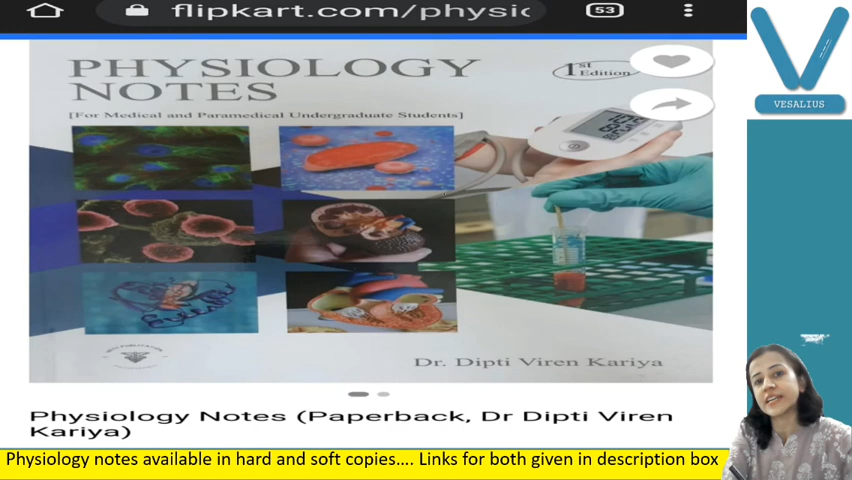 flipkart.com/physic
53
PHYSIOLOGY
NOTES
1st
Edition
[For Medical and Paramedical Undergraduate Students]
Dr. Dipti Viren Kariya
Physiology Notes (Paperback, Dr Dipti Viren
Kariya)
VESALIUS
Physiology notes available in hard and soft copies.... Links for both given in description box